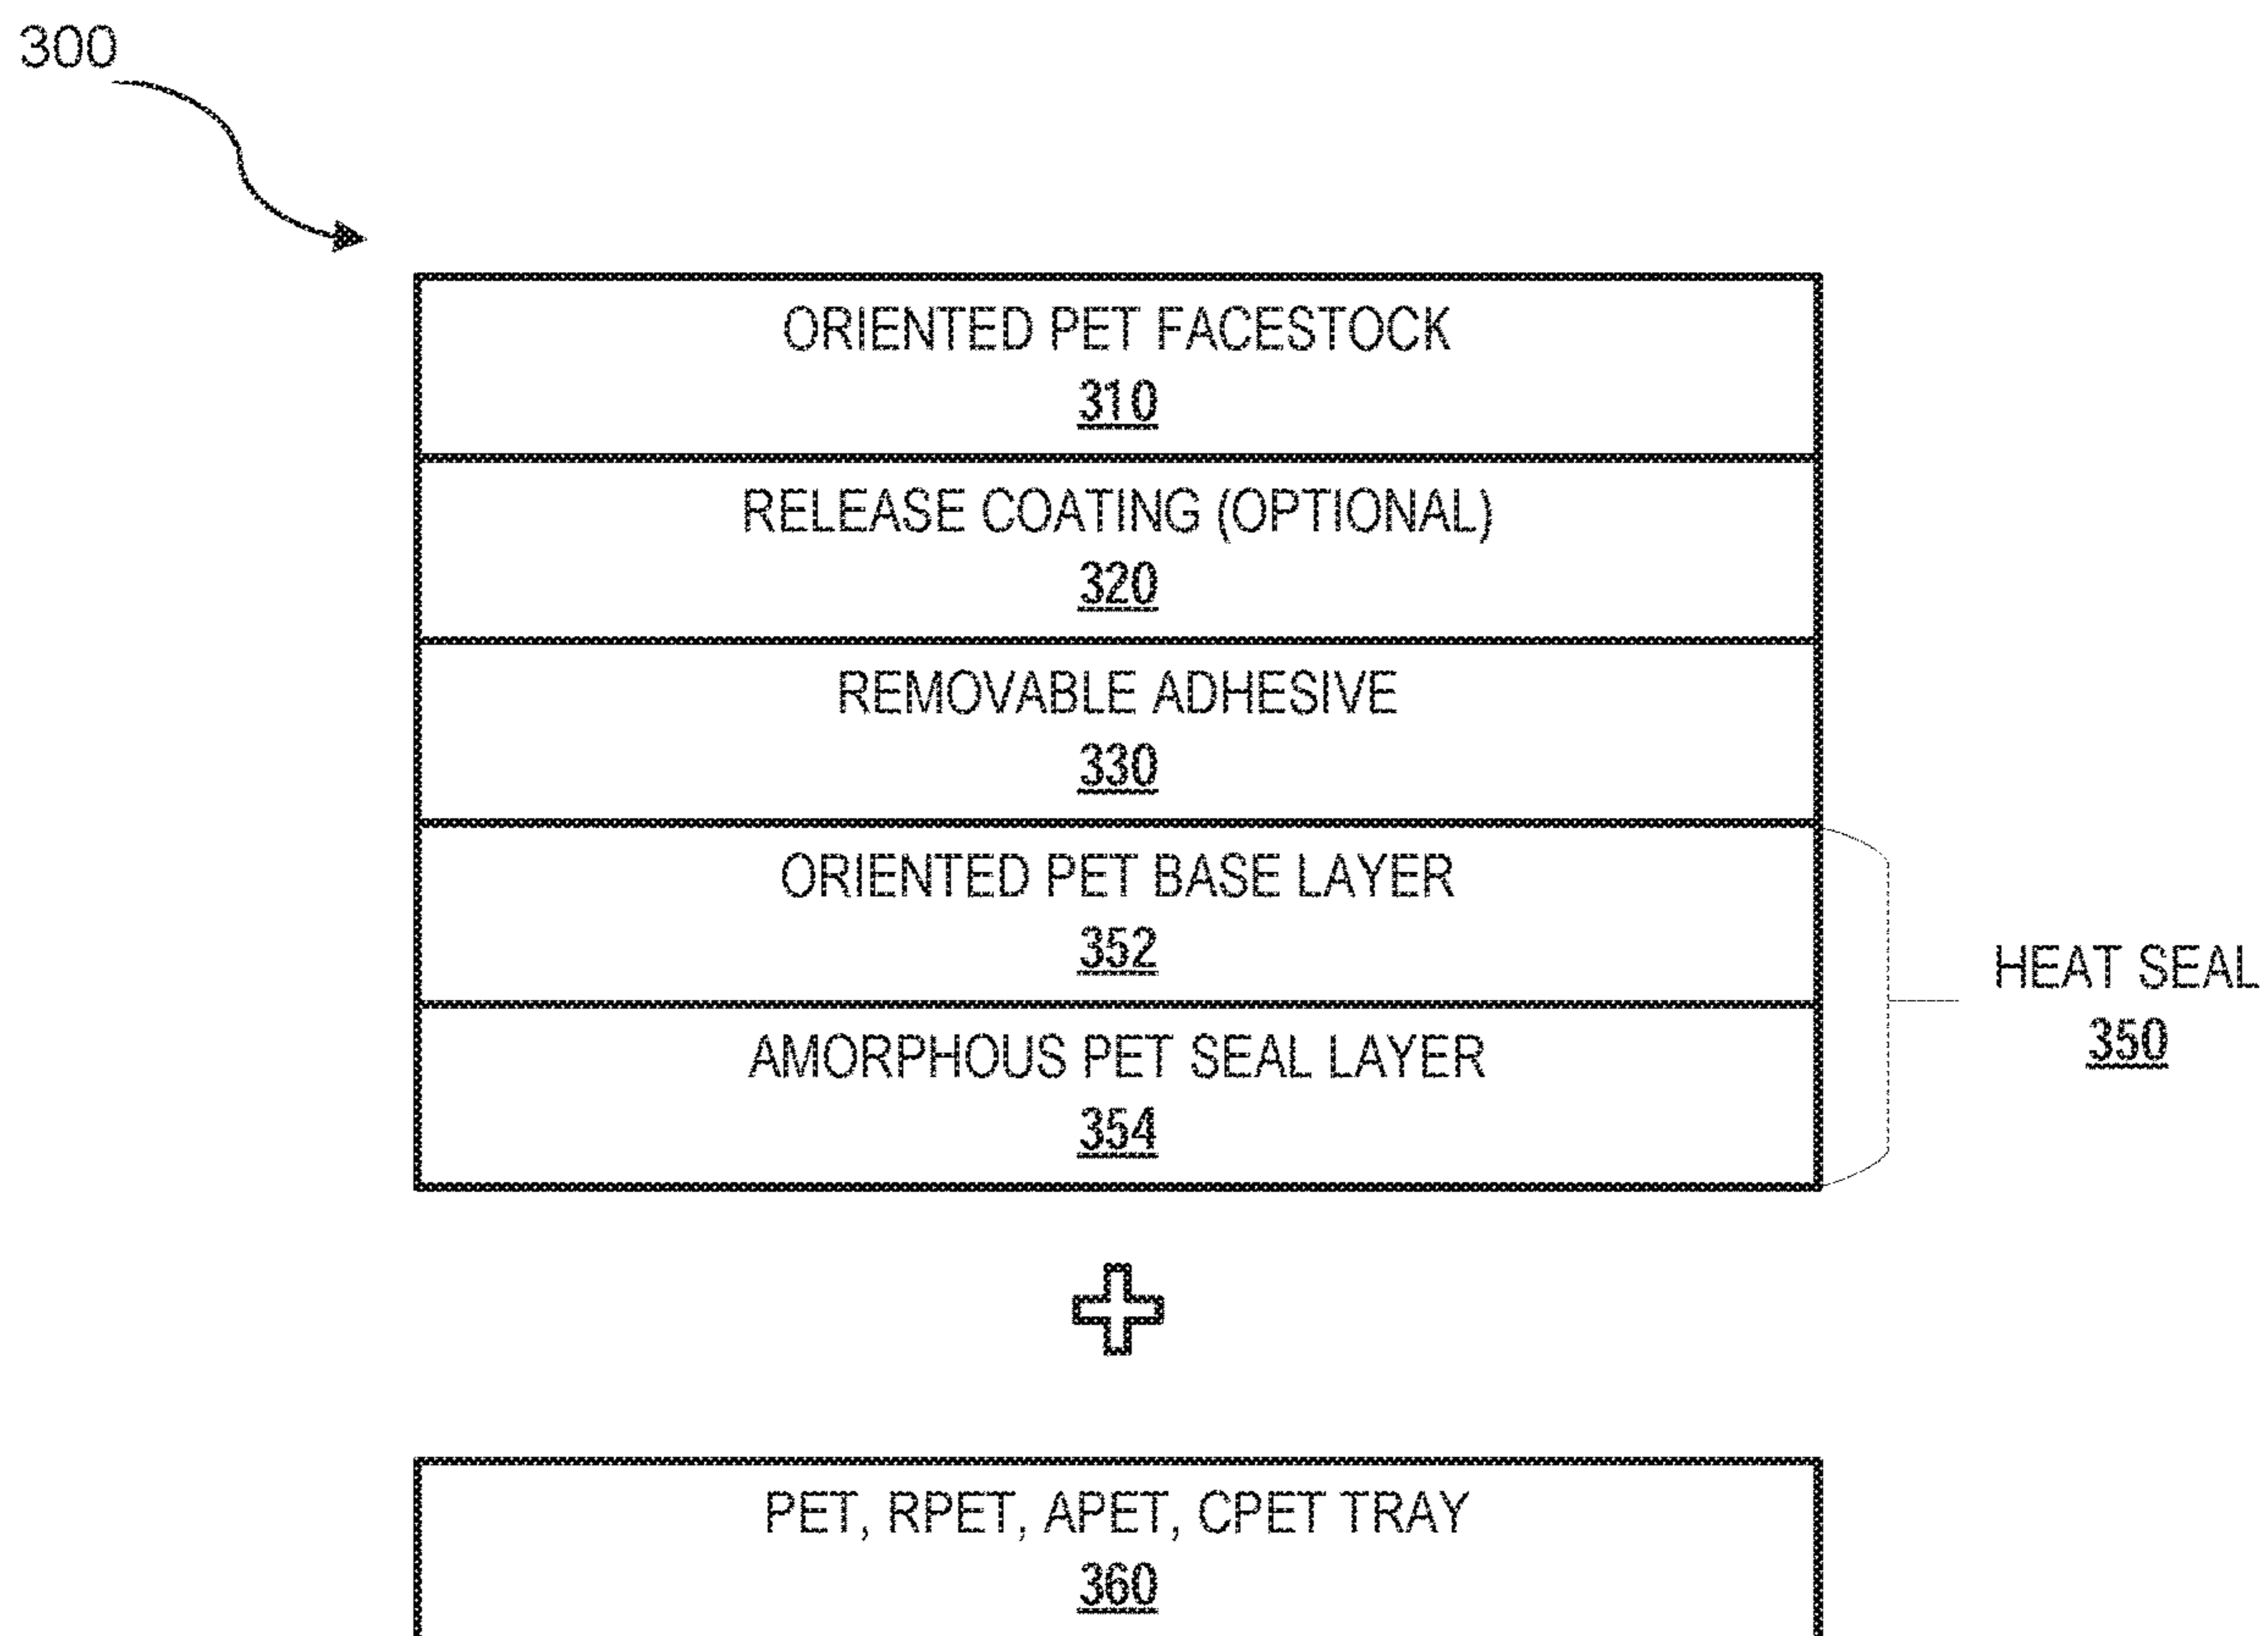 300
ORIENTED PET FACESTOCK
310
RELEASE COATING (OPTIONAL)
320
REMOVABLE ADHESIVE
330
ORIENTED PET BASE LAYER
352
AMORPHOUS PET SEAL LAYER
354
HEAT SEAL
350
PET, RPET, APET, CPET TRAY
360